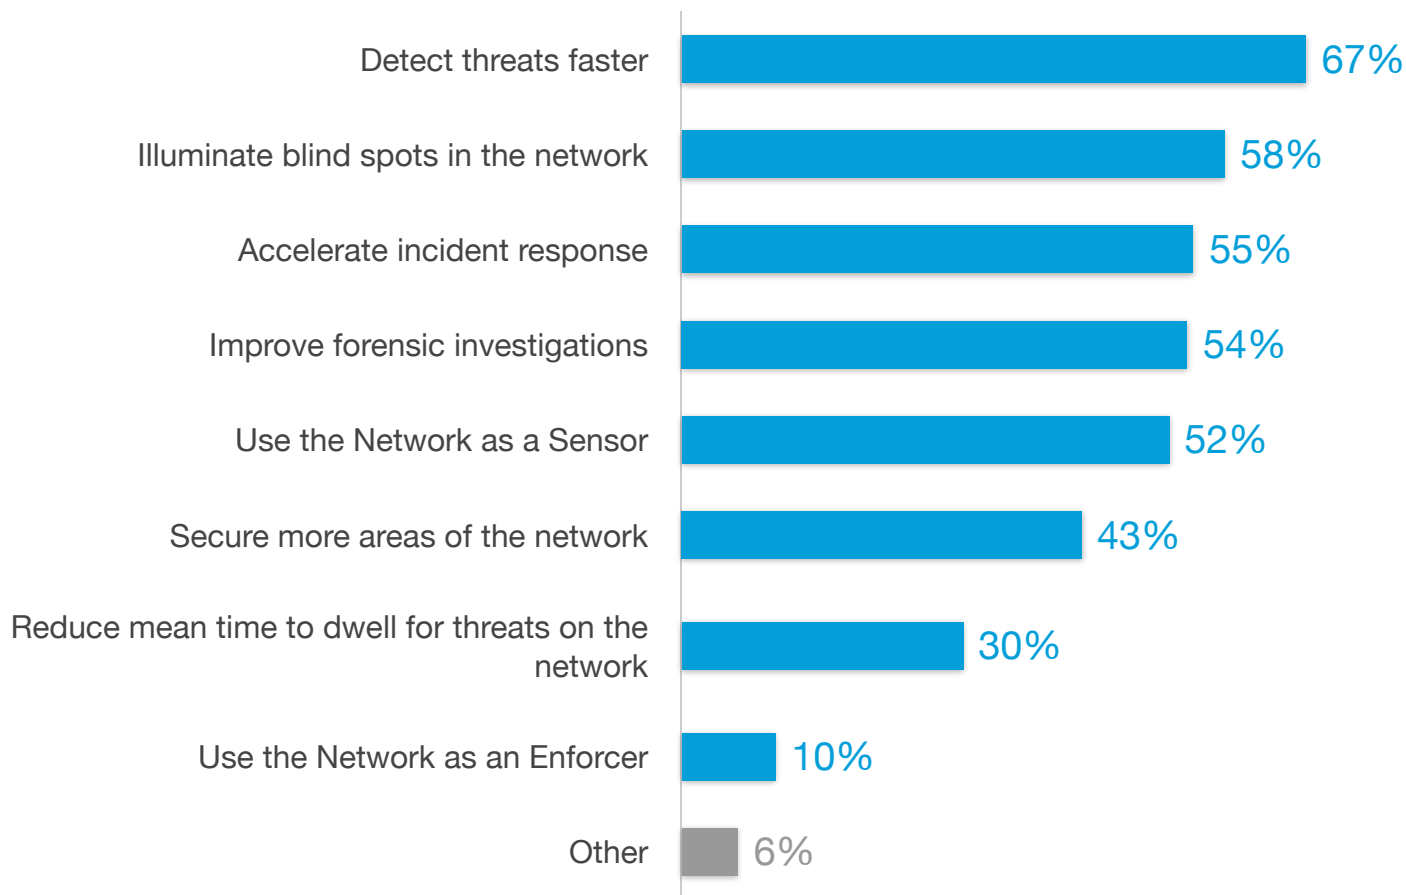 Detect threats faster 67%
Illuminate blind spots in the network 58%
Accelerate incident response 55%
Improve forensic investigations 54%
Use the Network as a Sensor 52%
Secure more areas of the network 43%
Reduce mean time to dwell for threats on the
network 30%
Use the Network as an Enforcer 10%
Other 6%